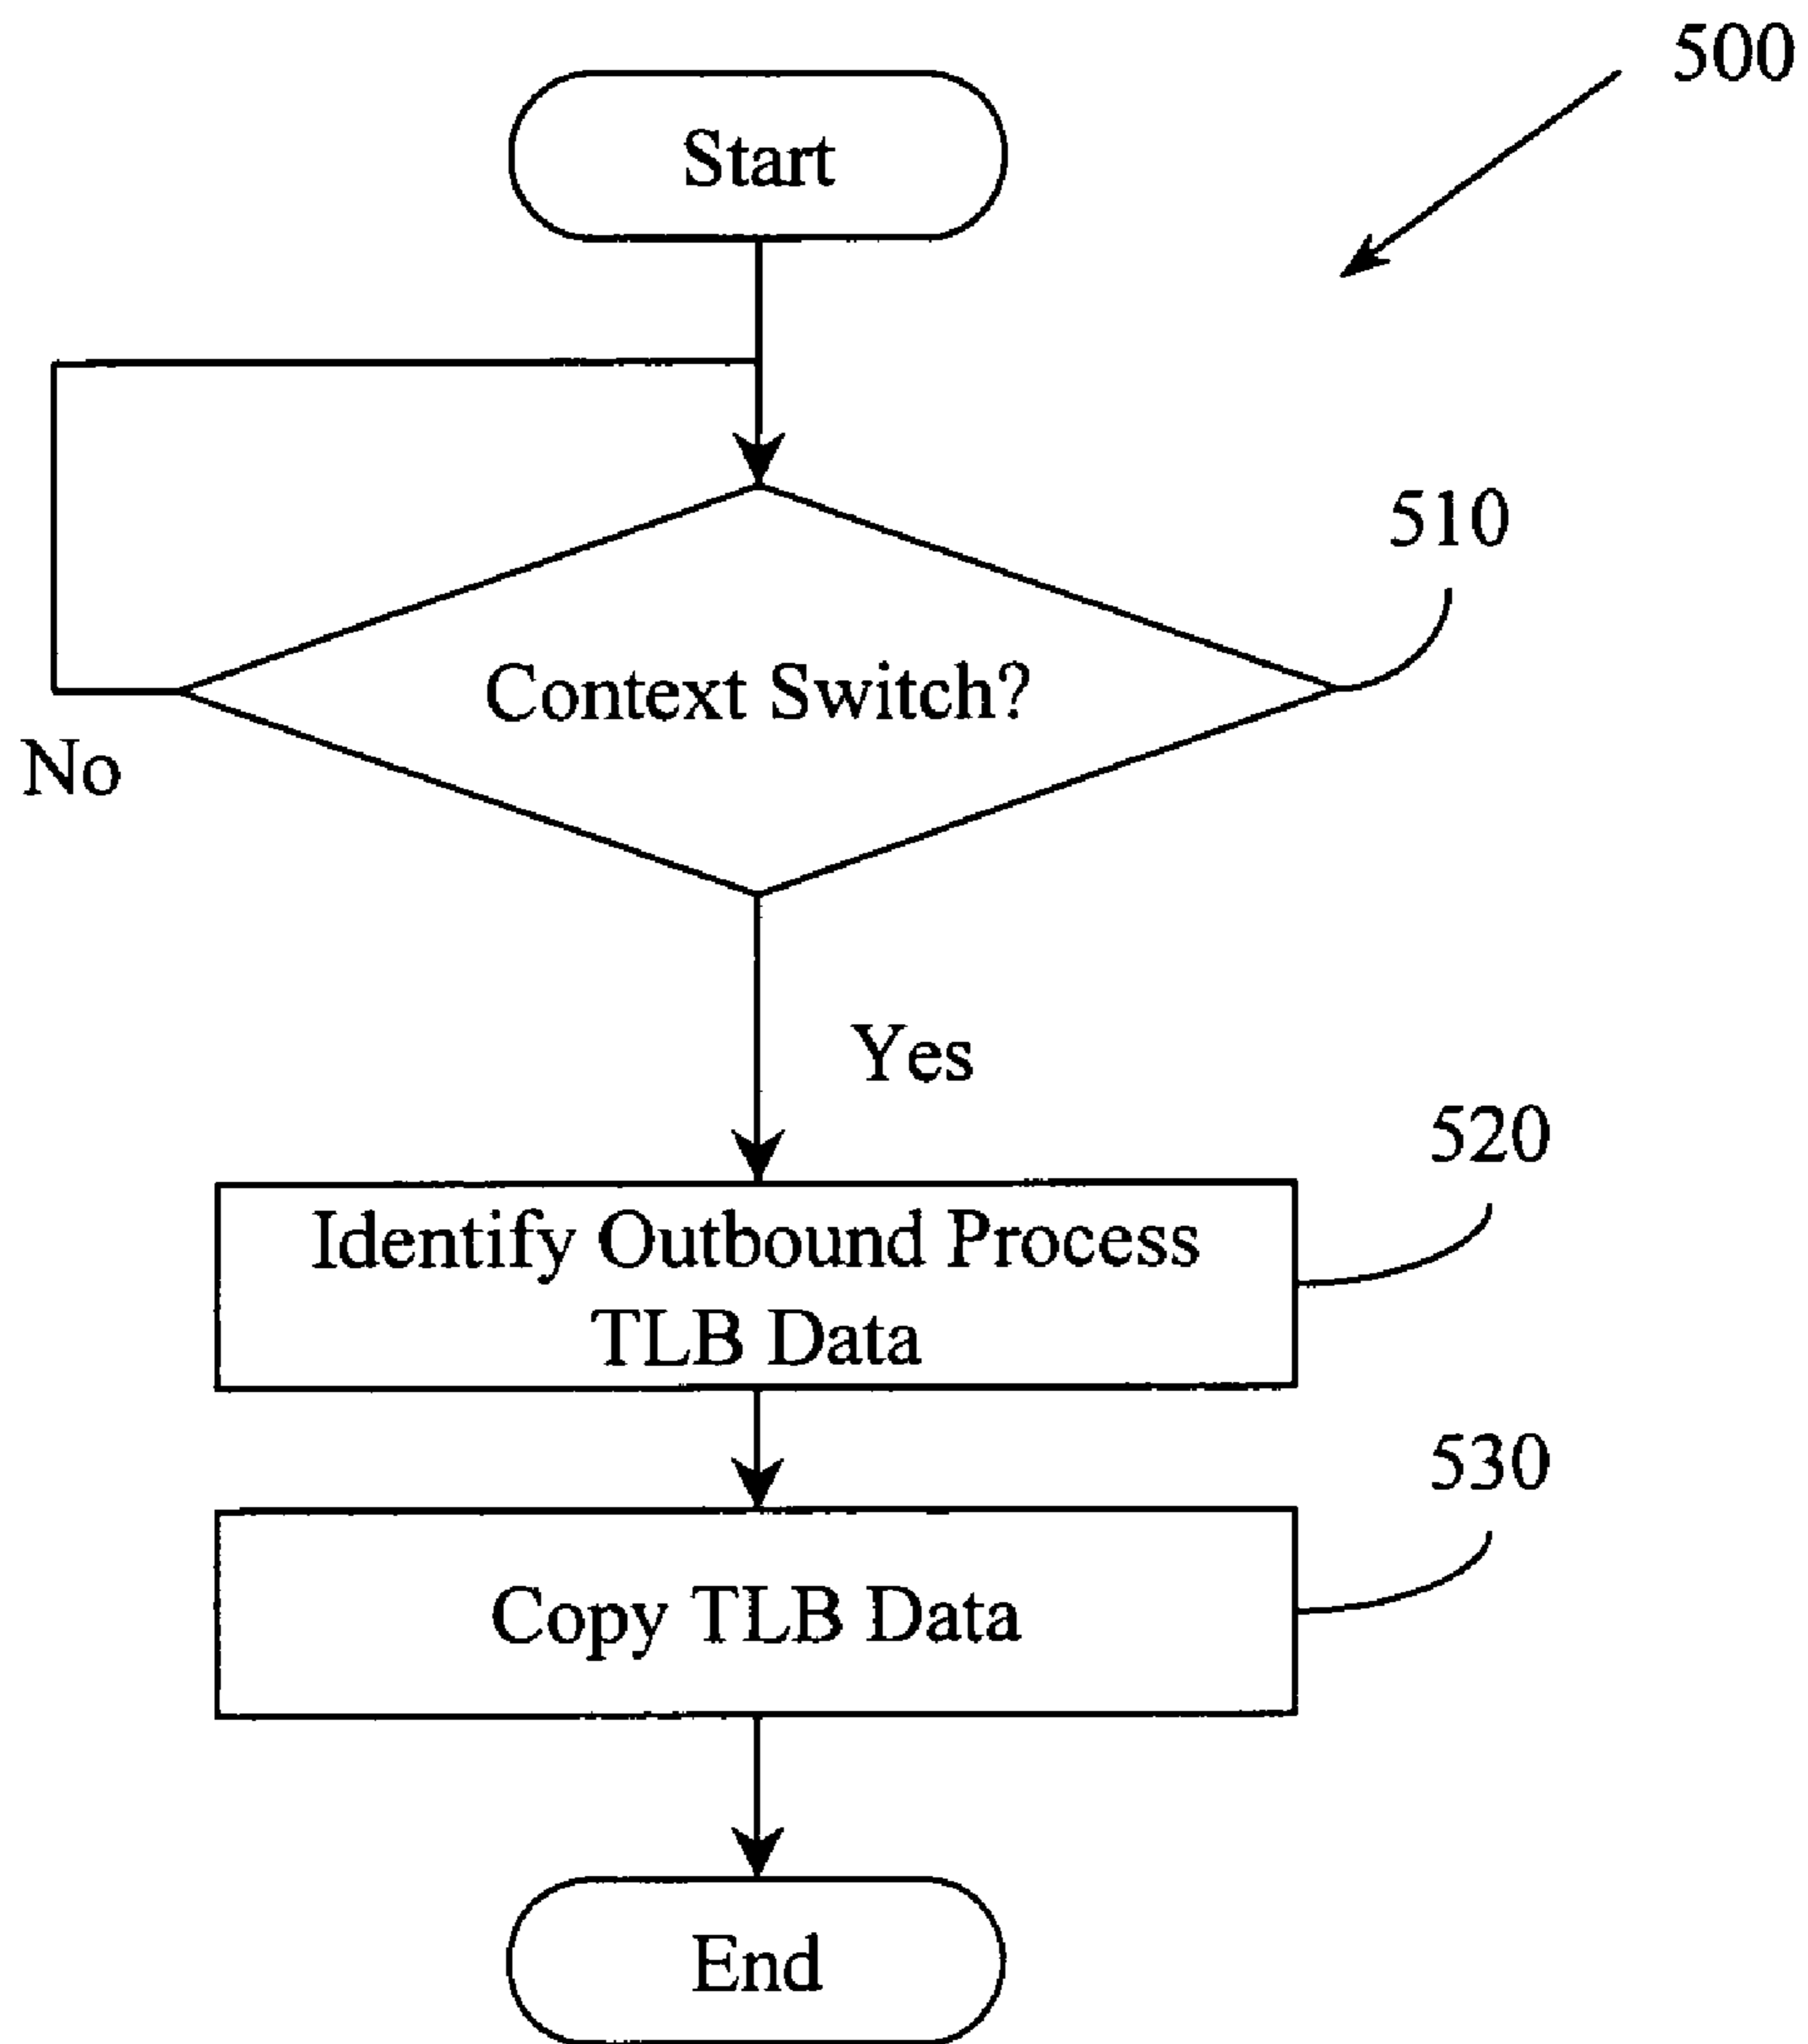 500
Start
510
Context Switch?
No
Yes
520
Identify Outbound Process
TLB Data
530
Copy TLB Data
End